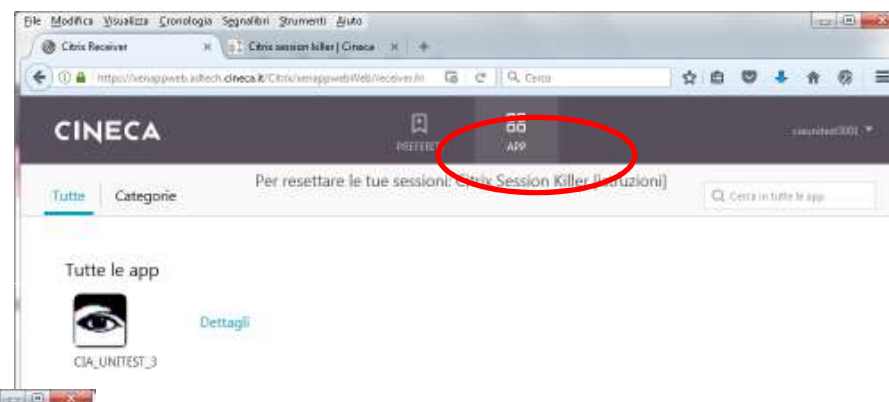 File Modifica Visualizza Cronologia Segnalibri Strumenti Aiuto
Citrix Receiver × Citrix session killer | Cineca × +
Cerca
CINECA
APP
Per resettare le tue sessioni: Citrix Session Killer [istruzioni]
Tutte Categorie
Cerca in tutte le app
Tutte le app
Dettagli
CIA_UNITEST_3